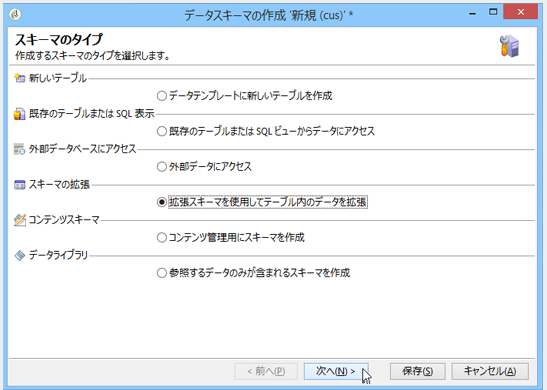 データスキーマの作成 '新規 (cus)' *
スキーマのタイプ
作成するスキーマのタイプを選択します。
新しいテーブル
データテンプレートに新しいテーブルを作成
既存のテーブルまたは SQL 表示
既存のテーブルまたは SQL ビューからデータにアクセス
外部データベースにアクセス
外部データにアクセス
スキーマの拡張
拡張スキーマを使用してテーブル内のデータを拡張
コンテンツスキーマ
コンテンツ管理用にスキーマを作成
データライブラリ
参照するデータのみが含まれるスキーマを作成
< 前へ(P) 次へ(N) > 保存(S) キャンセル(A)